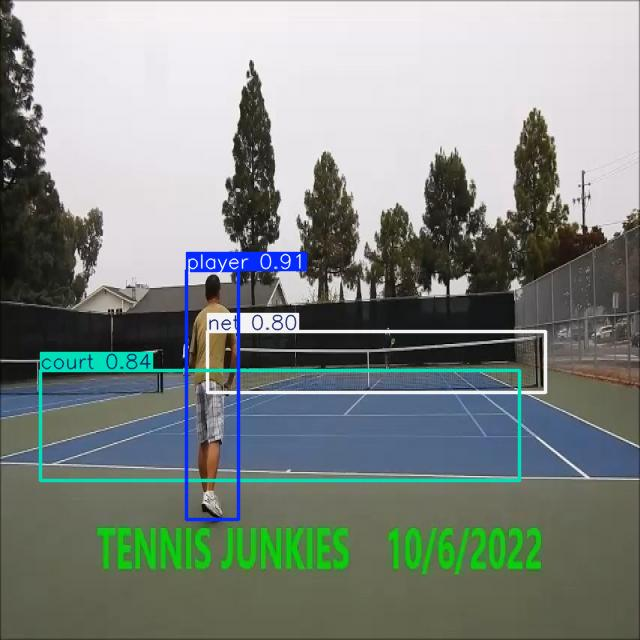 player 0.91
net 0.80
court 0.84
TENNIS JUNKIES 10/6/2022